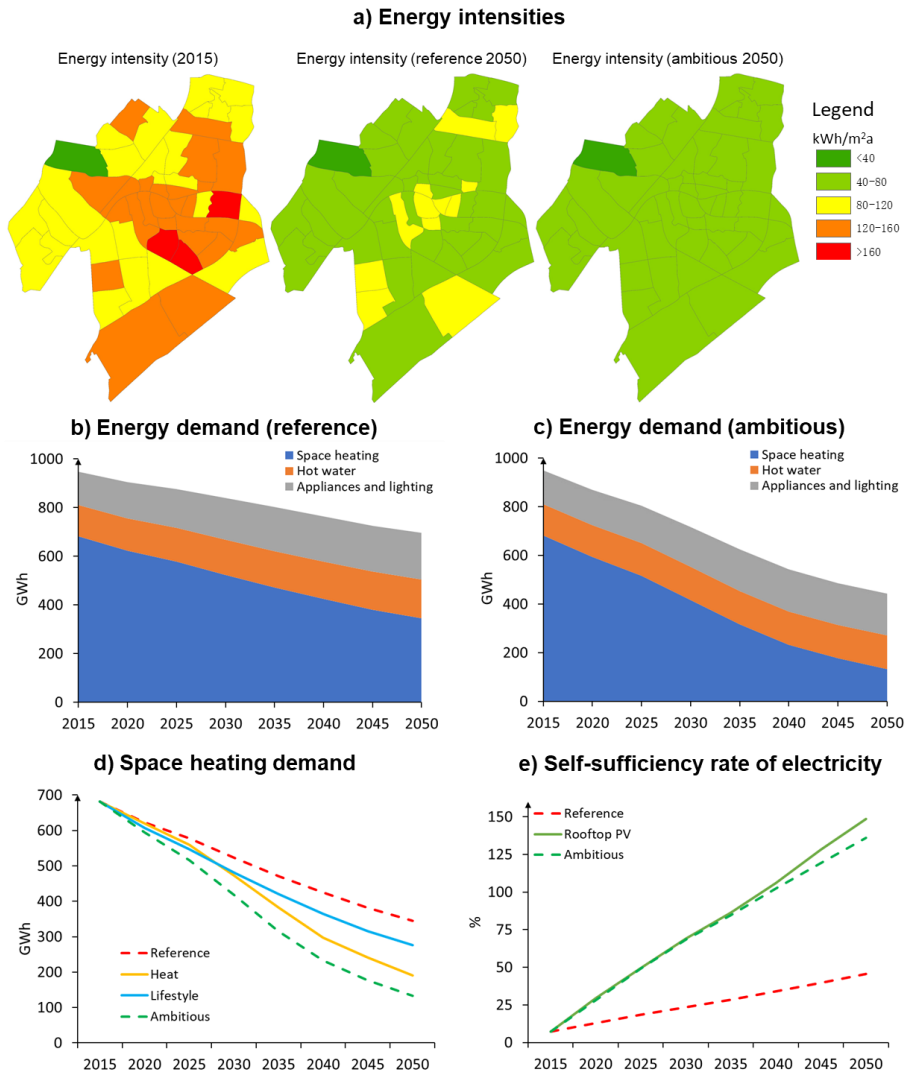 a) Energy intensities
Energy intensity (2015)
Energy intensity (reference 2050)
Energy intensity (ambitious 2050)
Legend
kWh/m²a
<40
40-80
80-120
120-160
>160
b) Energy demand (reference)
1000
800
600
400
200
0
GWh
Space heating
Hot water
Appliances and lighting
2015 2020 2025 2030 2035 2040 2045 2050
c) Energy demand (ambitious)
1000
800
600
400
200
0
GWh
Space heating
Hot water
Appliances and lighting
2015 2020 2025 2030 2035 2040 2045 2050
d) Space heating demand
700
600
500
400
300
200
100
0
GWh
Reference
Heat
Lifestyle
Ambitious
2015 2020 2025 2030 2035 2040 2045 2050
e) Self-sufficiency rate of electricity
150
125
100
75
50
25
0
%
Reference
Rooftop PV
Ambitious
2015 2020 2025 2030 2035 2040 2045 2050